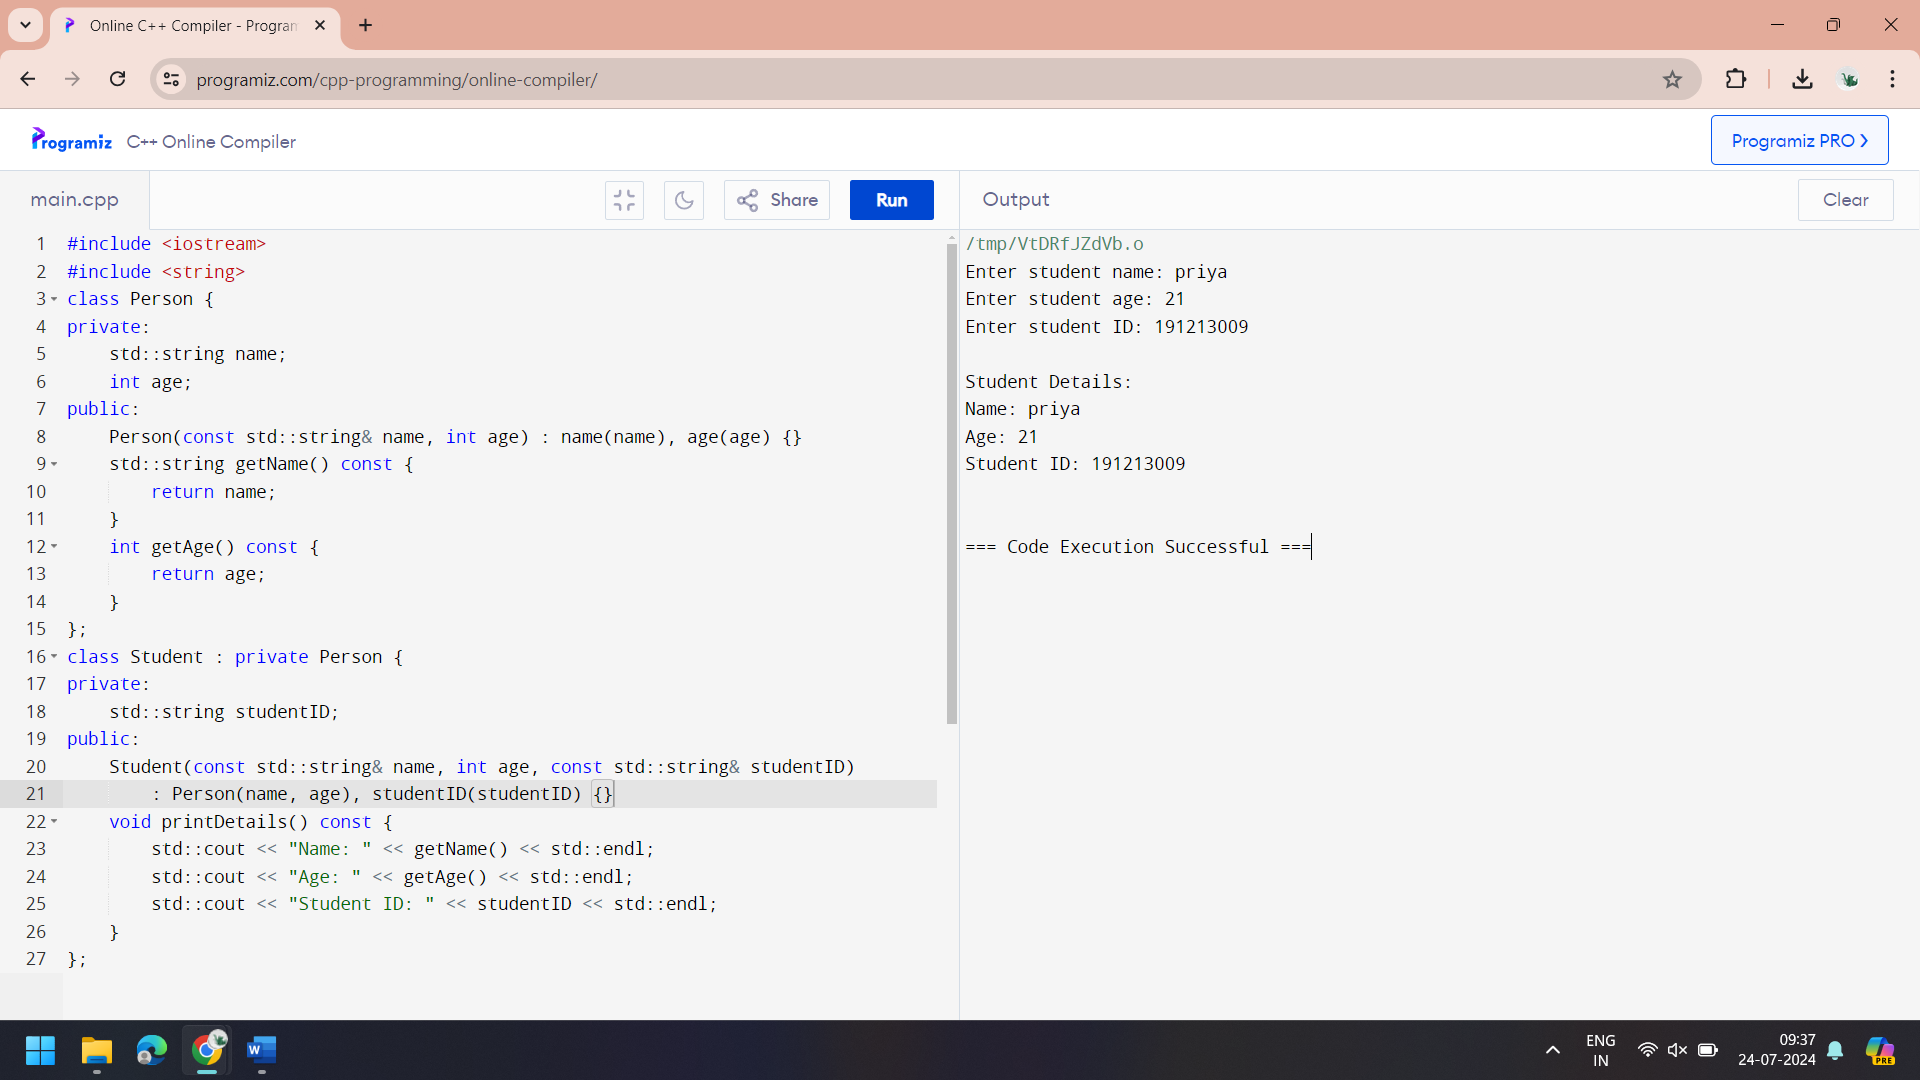 Online C++ Compiler - Program
programiz.com/cpp-programming/online-compiler/
Programiz C++ Online Compiler
Programiz PRO
main.cpp
Share
Run
Output
Clear
1 #include <iostream>
2 #include <string>
3 class Person {
4 private:
5     std::string name;
6     int age;
7 public:
8     Person(const std::string& name, int age) : name(name), age(age) {}
9     std::string getName() const {
10         return name;
11     }
12     int getAge() const {
13         return age;
14     }
15 };
16 class Student : private Person {
17 private:
18     std::string studentID;
19 public:
20     Student(const std::string& name, int age, const std::string& studentID)
21         : Person(name, age), studentID(studentID) {}
22     void printDetails() const {
23         std::cout << "Name: " << getName() << std::endl;
24         std::cout << "Age: " << getAge() << std::endl;
25         std::cout << "Student ID: " << studentID << std::endl;
26     }
27 };
/tmp/VtDRfJZdVb.o
Enter student name: priya
Enter student age: 21
Enter student ID: 191213009
Student Details:
Name: priya
Age: 21
Student ID: 191213009
=== Code Execution Successful ===
W
ENG
IN
09:37
24-07-2024
PRE